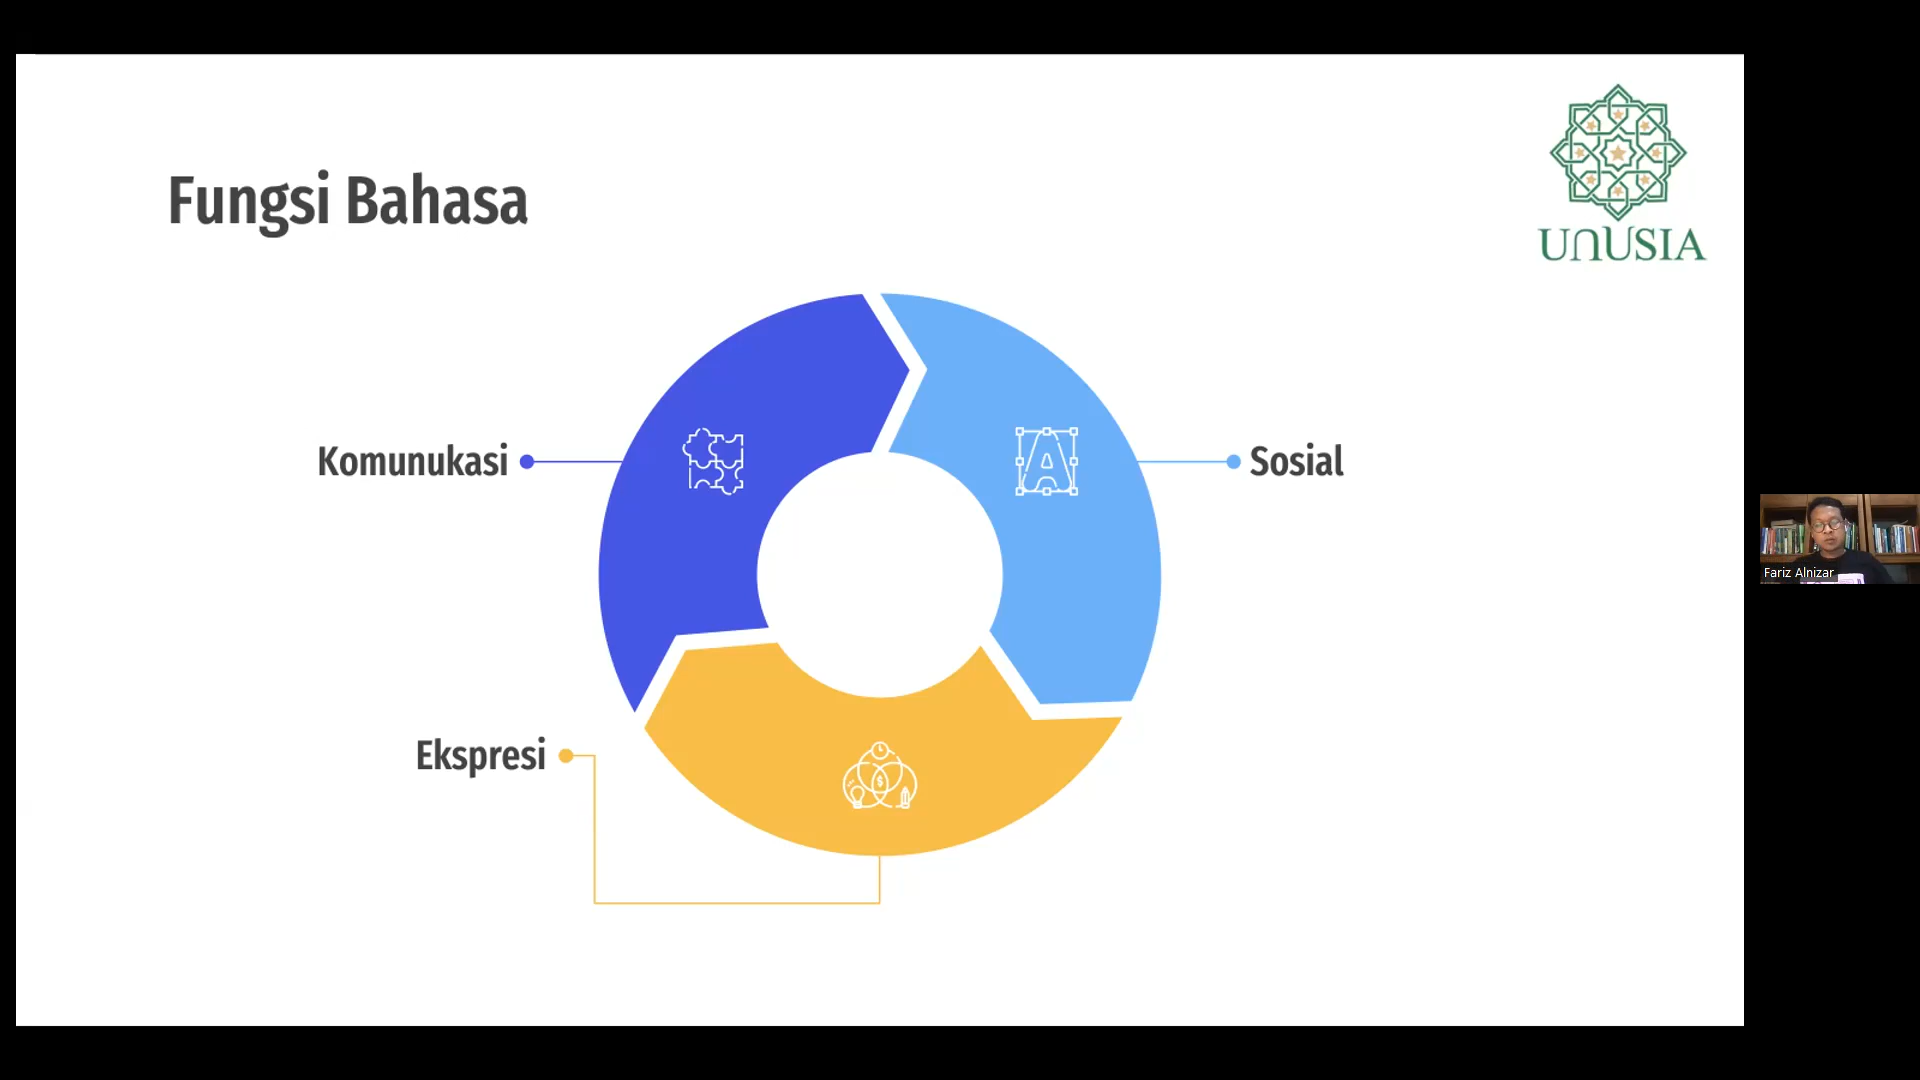 Fungsi Bahasa
UNUSIA
Komunukasi
Sosial
A
Ekspresi
$
Fariz Alnizar